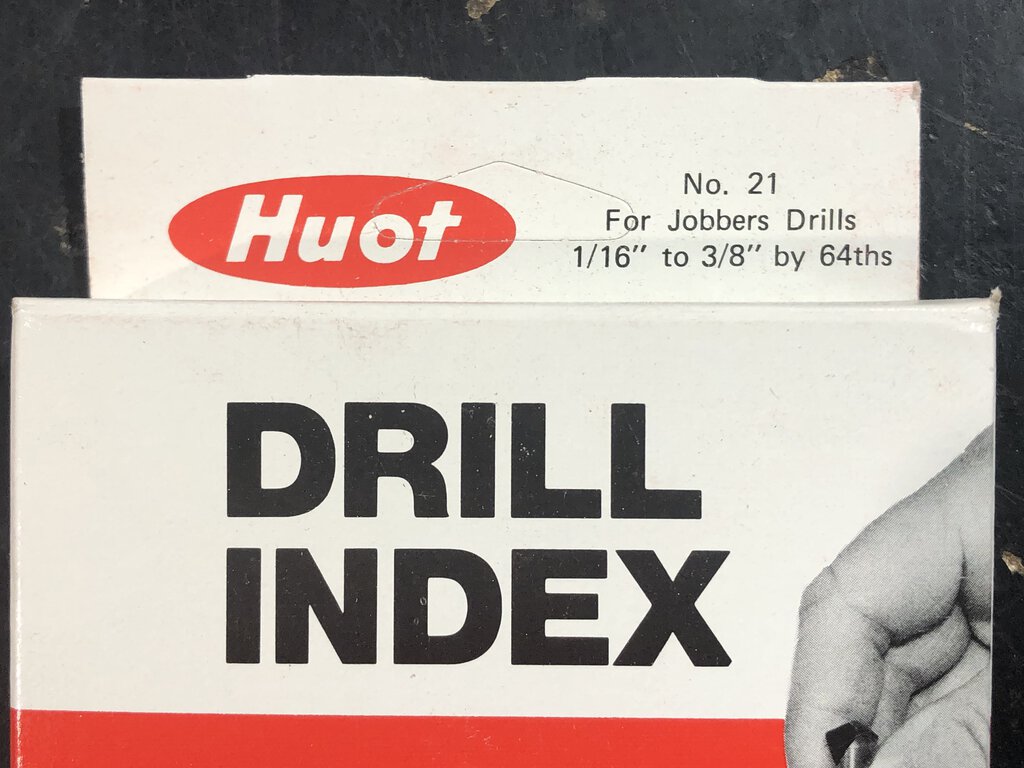 Huot
No. 21
For Jobbers Drills
1/16" to 3/8" by 64ths
DRILL
INDEX